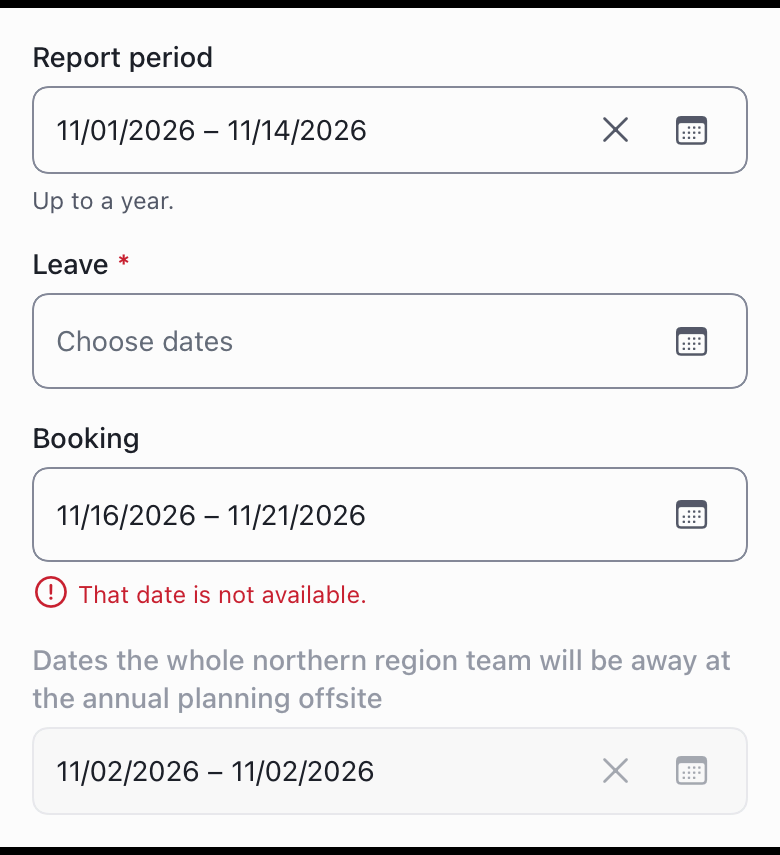 Report period
11/01/2026 – 11/14/2026
Up to a year.
Leave *
Choose dates
Booking
11/16/2026 – 11/21/2026
That date is not available.
Dates the whole northern region team will be away at
the annual planning offsite
11/02/2026 – 11/02/2026